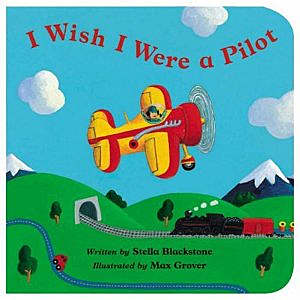 I Wish I Were a Pilot
Written by Stella Blackstone
Illustrated by Max Grover